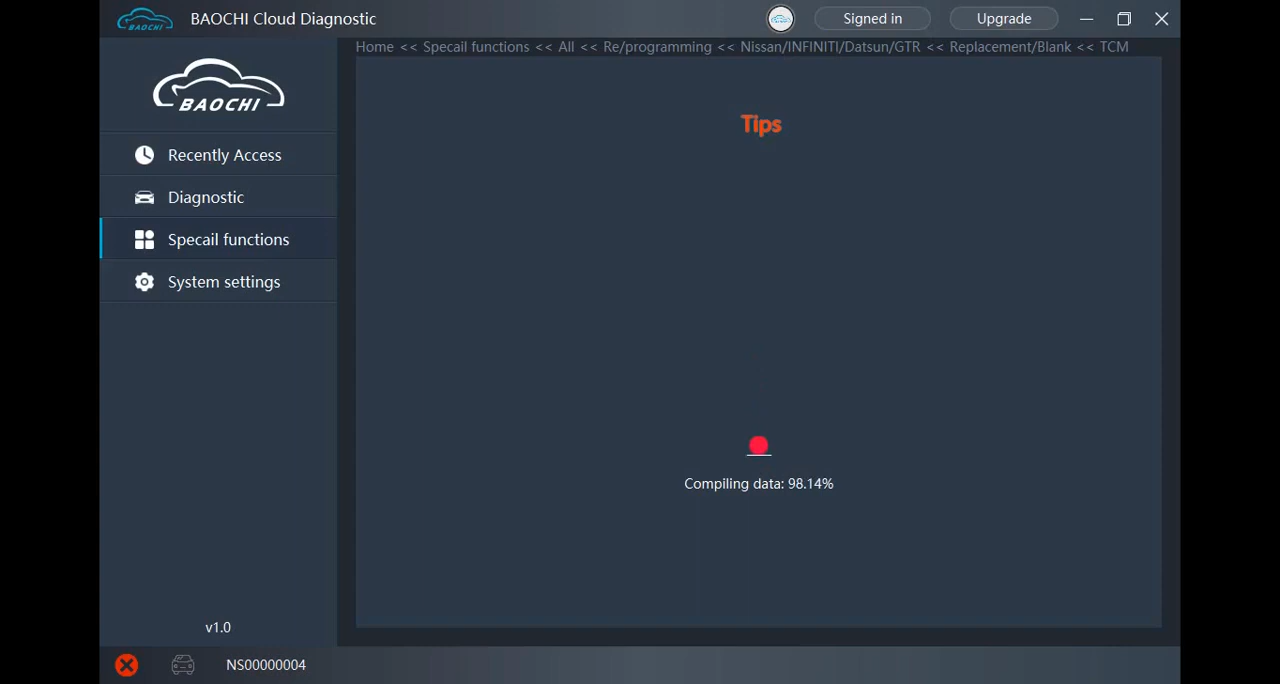 BAOCHI
BAOCHI Cloud Diagnostic
Signed in
Upgrade
Home << Specail functions << All << Re/programming << Nissan/INFINITI/Datsun/GTR << Replacement/Blank << TCM
BAOCHI
Recently Access
Diagnostic
Specail functions
System settings
Tips
Compiling data: 98.14%
v1.0
NS00000004